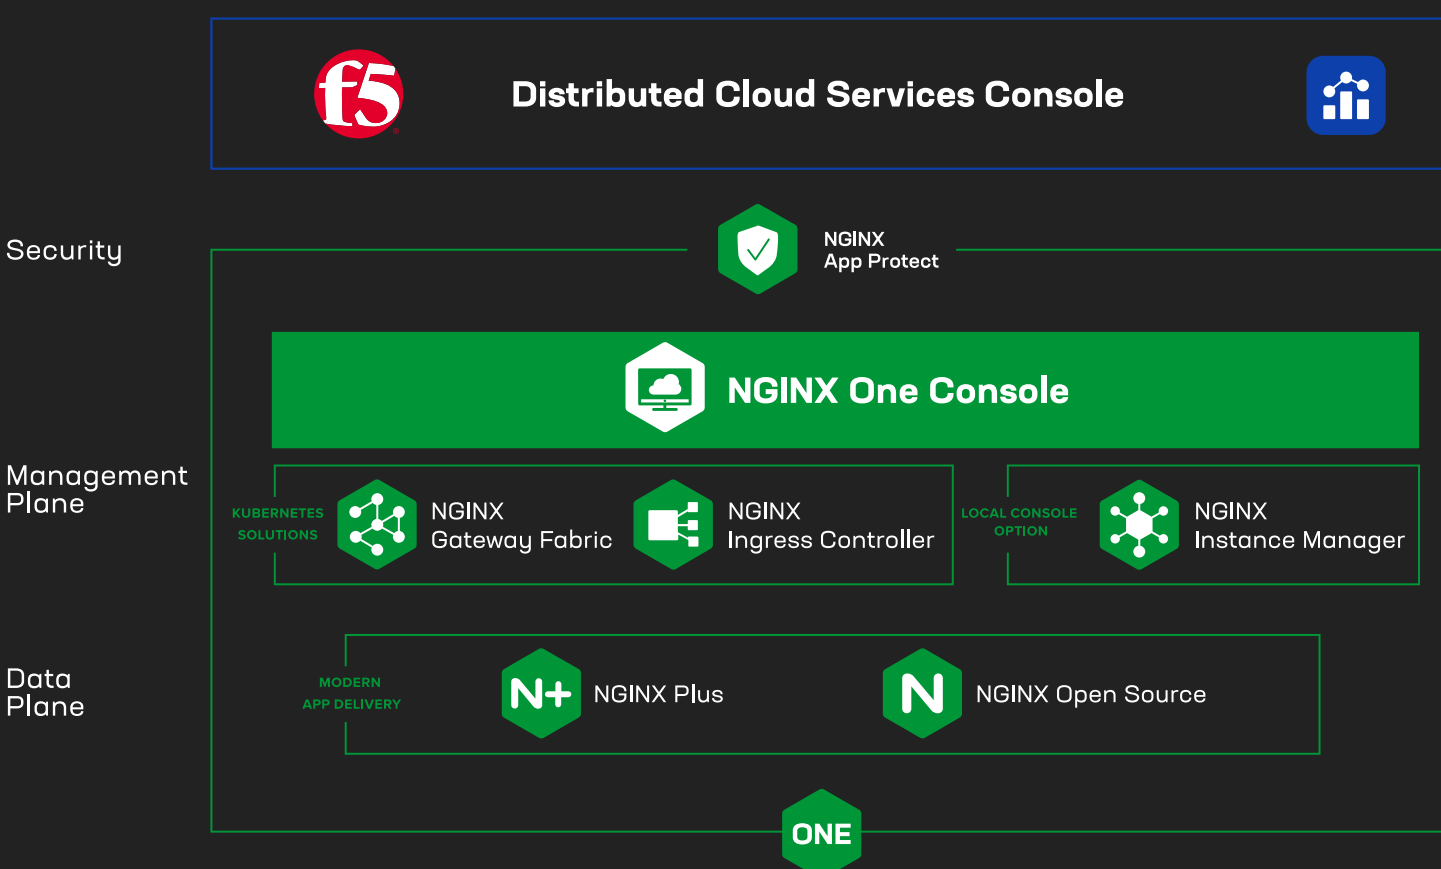 f5
Distributed Cloud Services Console
Security
NGINX
App Protect
NGINX One Console
Management
Plane
KUBERNETES
SOLUTIONS
NGINX
Gateway Fabric
NGINX
Ingress Controller
LOCAL CONSOLE
OPTION
NGINX
Instance Manager
Data
Plane
MODERN
APP DELIVERY
N+
NGINX Plus
N
NGINX Open Source
ONE